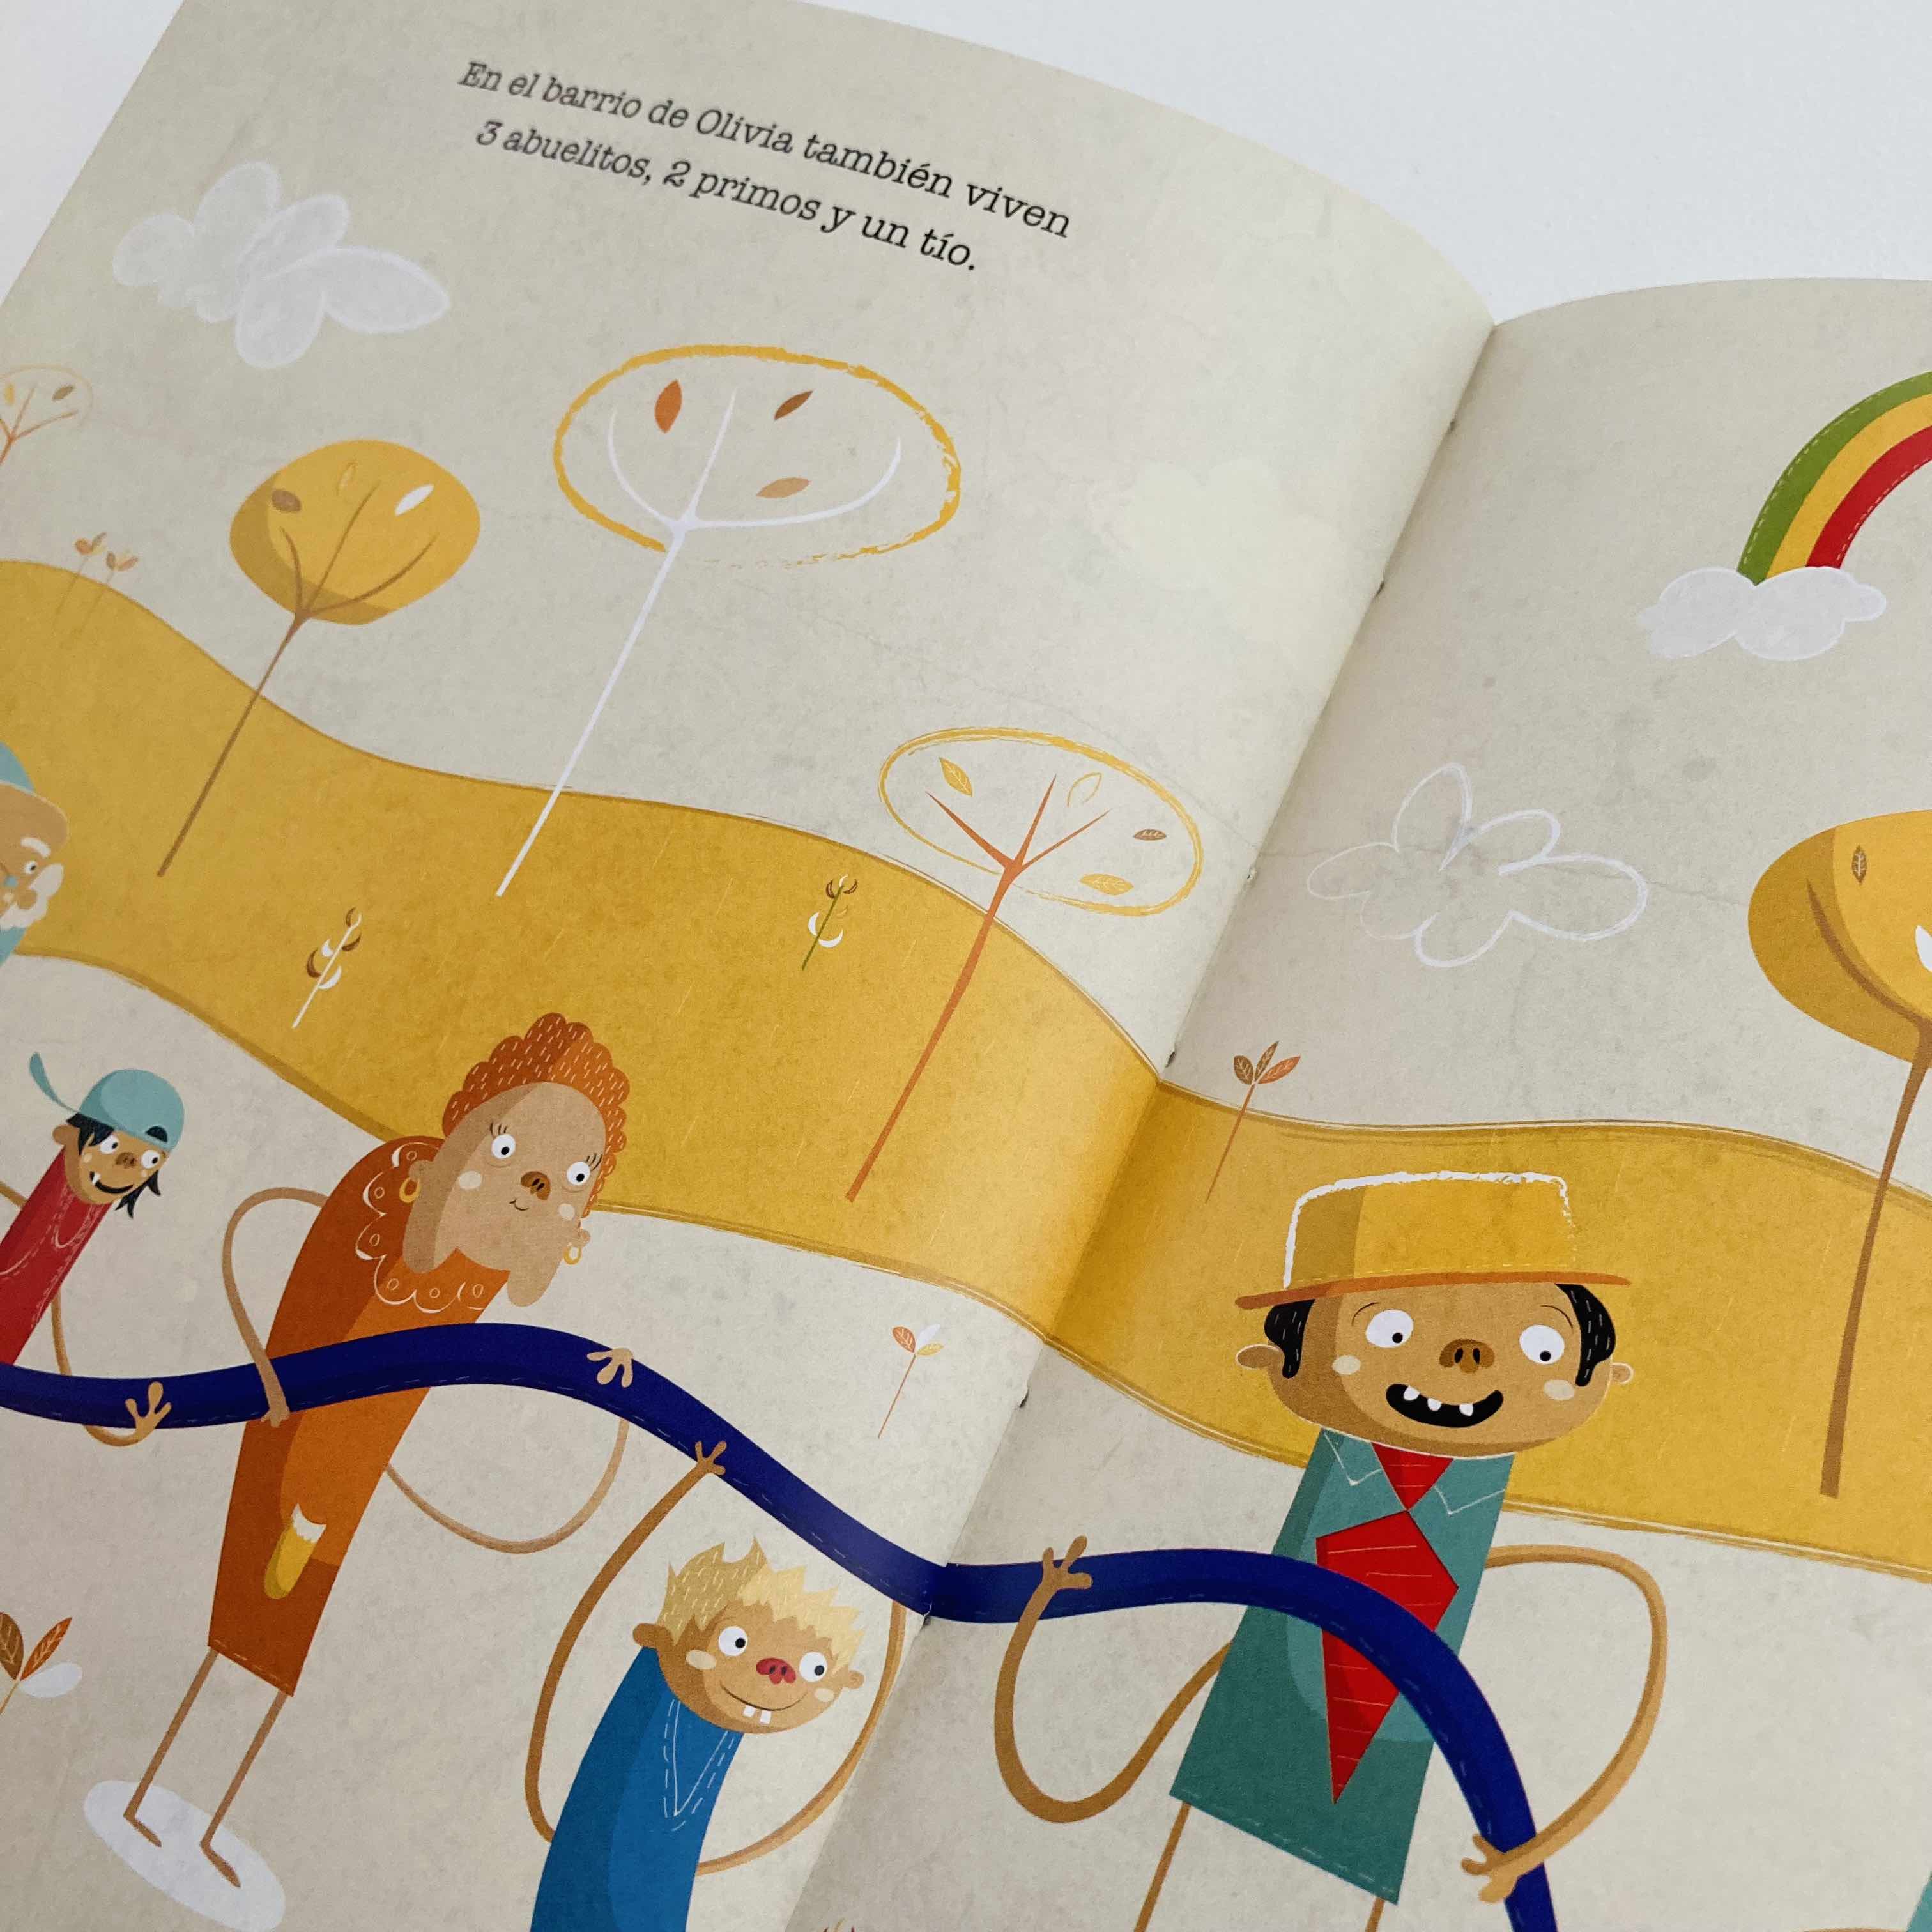 En el barrio de Olivia también viven
3 abuelitos, 2 primos y un tío.